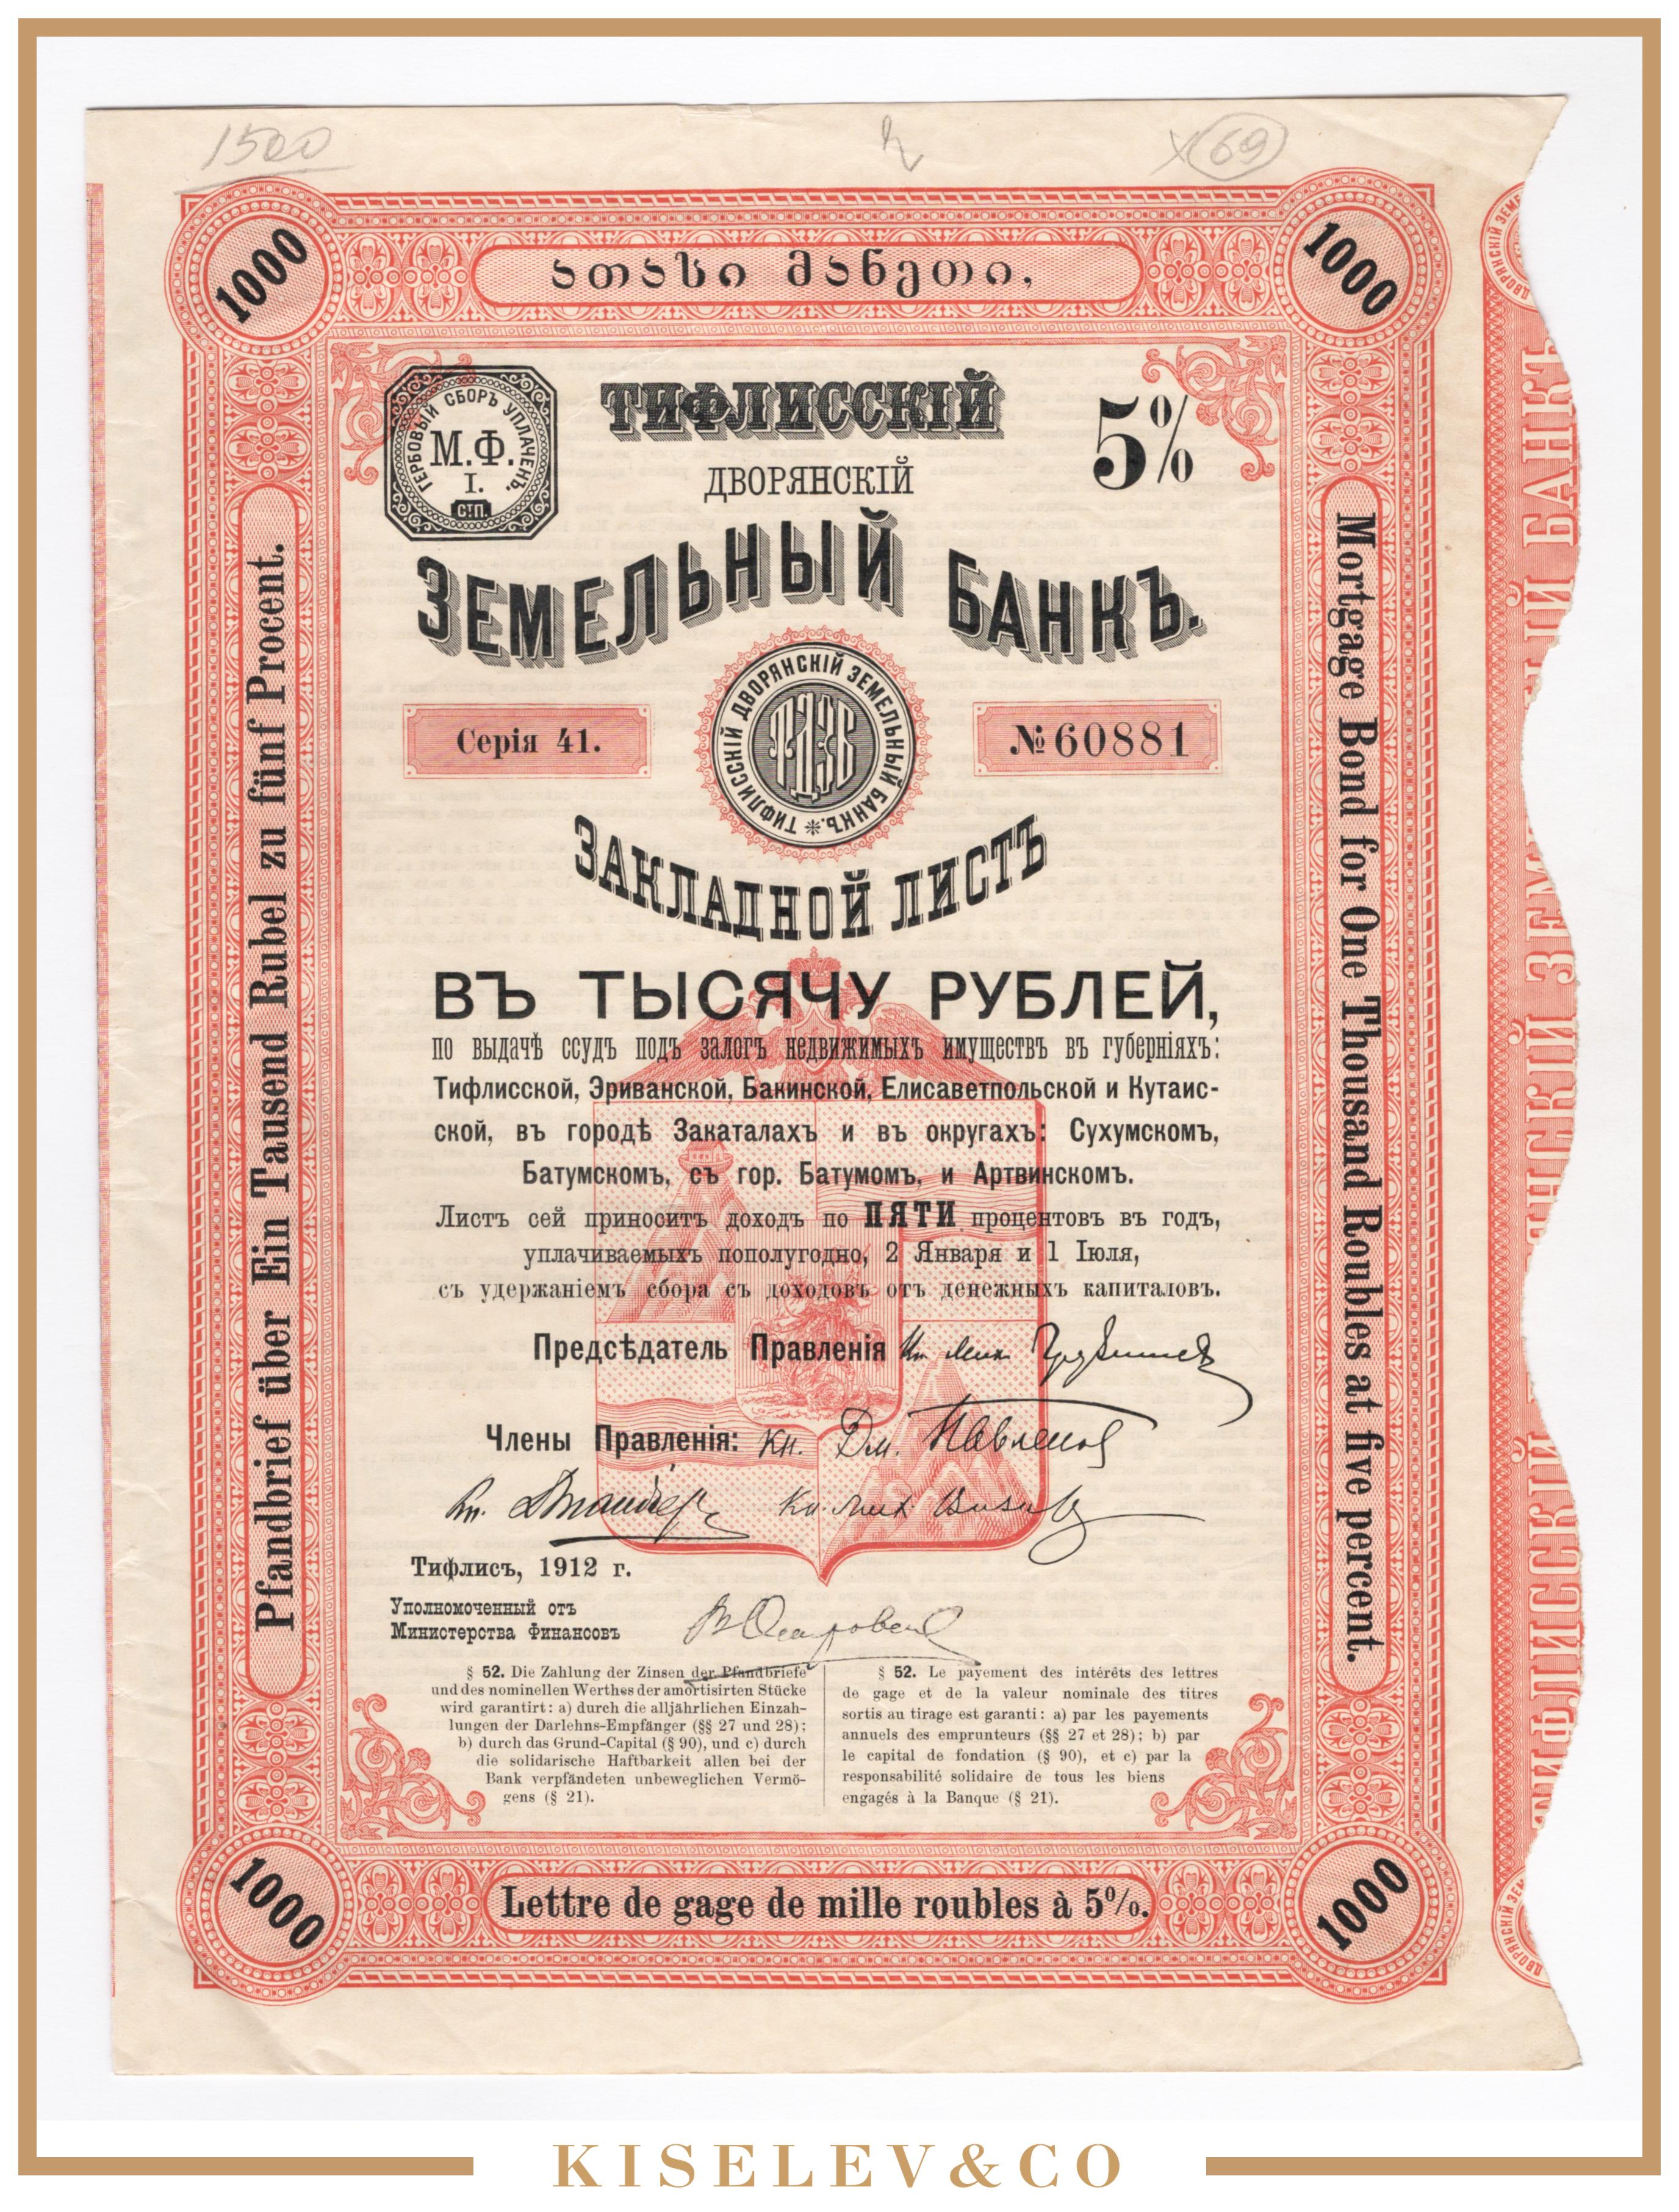 1500
69
1000
1000
ათასი მანეთი,
ГЕРБОВЫЙ СБОРЪ УПЛАЧЕНЪ.
М.Ф.
I.
СТП.
ТИФЛИССКІЙ
ДВОРЯНСКІЙ
5%
ЗЕМЕЛЬНЫЙ БАНКЪ.
Серія 41.
ТИФЛИССКІЙ ДВОРЯНСКІЙ ЗЕМЕЛЬНЫЙ БАНКЪ.
ТДЗБ
№ 60881
ЗАКЛАДНОЙ ЛИСТЪ
ВЪ ТЫСЯЧУ РУБЛЕЙ,
по выдачѣ ссудъ подъ залогъ недвижимыхъ имуществъ въ губерніяхъ:
Тифлисской, Эриванской, Бакинской, Елисаветпольской и Кутаис-
ской, въ городѣ Закаталахъ и въ округахъ: Сухумскомъ,
Батумскомъ, съ гор. Батумомъ, и Артвинскомъ.
Листъ сей приноситъ доходъ по ПЯТИ процентовъ въ годъ,
уплачиваемыхъ пополугодно, 2 Января и 1 Іюля,
съ удержаніемъ сбора съ доходовъ отъ денежныхъ капиталовъ.
Предсѣдатель Правленія
Члены Правленія: Кн. Дм.
Кн. Мих.
Тифлисъ, 1912 г.
Уполномоченный отъ
Министерства Финансовъ
§ 52. Die Zahlung der Zinsen der Pfandbriefe
und des nominellen Werthes der amortisirten Stücke
wird garantirt: a) durch die alljährlichen Einzah-
lungen der Darlehns-Empfänger (§§ 27 und 28);
b) durch das Grund-Capital (§ 90), und c) durch
die solidarische Haftbarkeit allen bei der
Bank verpfändeten unbeweglichen Vermö-
gens (§ 21).
§ 52. Le payement des intérêts des lettres
de gage et de la valeur nominale des titres
sortis au tirage est garanti: a) par les payements
annuels des emprunteurs (§§ 27 et 28); b) par
le capital de fondation (§ 90), et c) par la
responsabilité solidaire de tous les biens
engagés à la Banque (§ 21).
Pfandbrief über Ein Tausend Rubel zu fünf Procent.
Mortgage Bond for One Thousand Roubles at five percent.
1000
Lettre de gage de mille roubles à 5%.
1000
KISELEV&CO